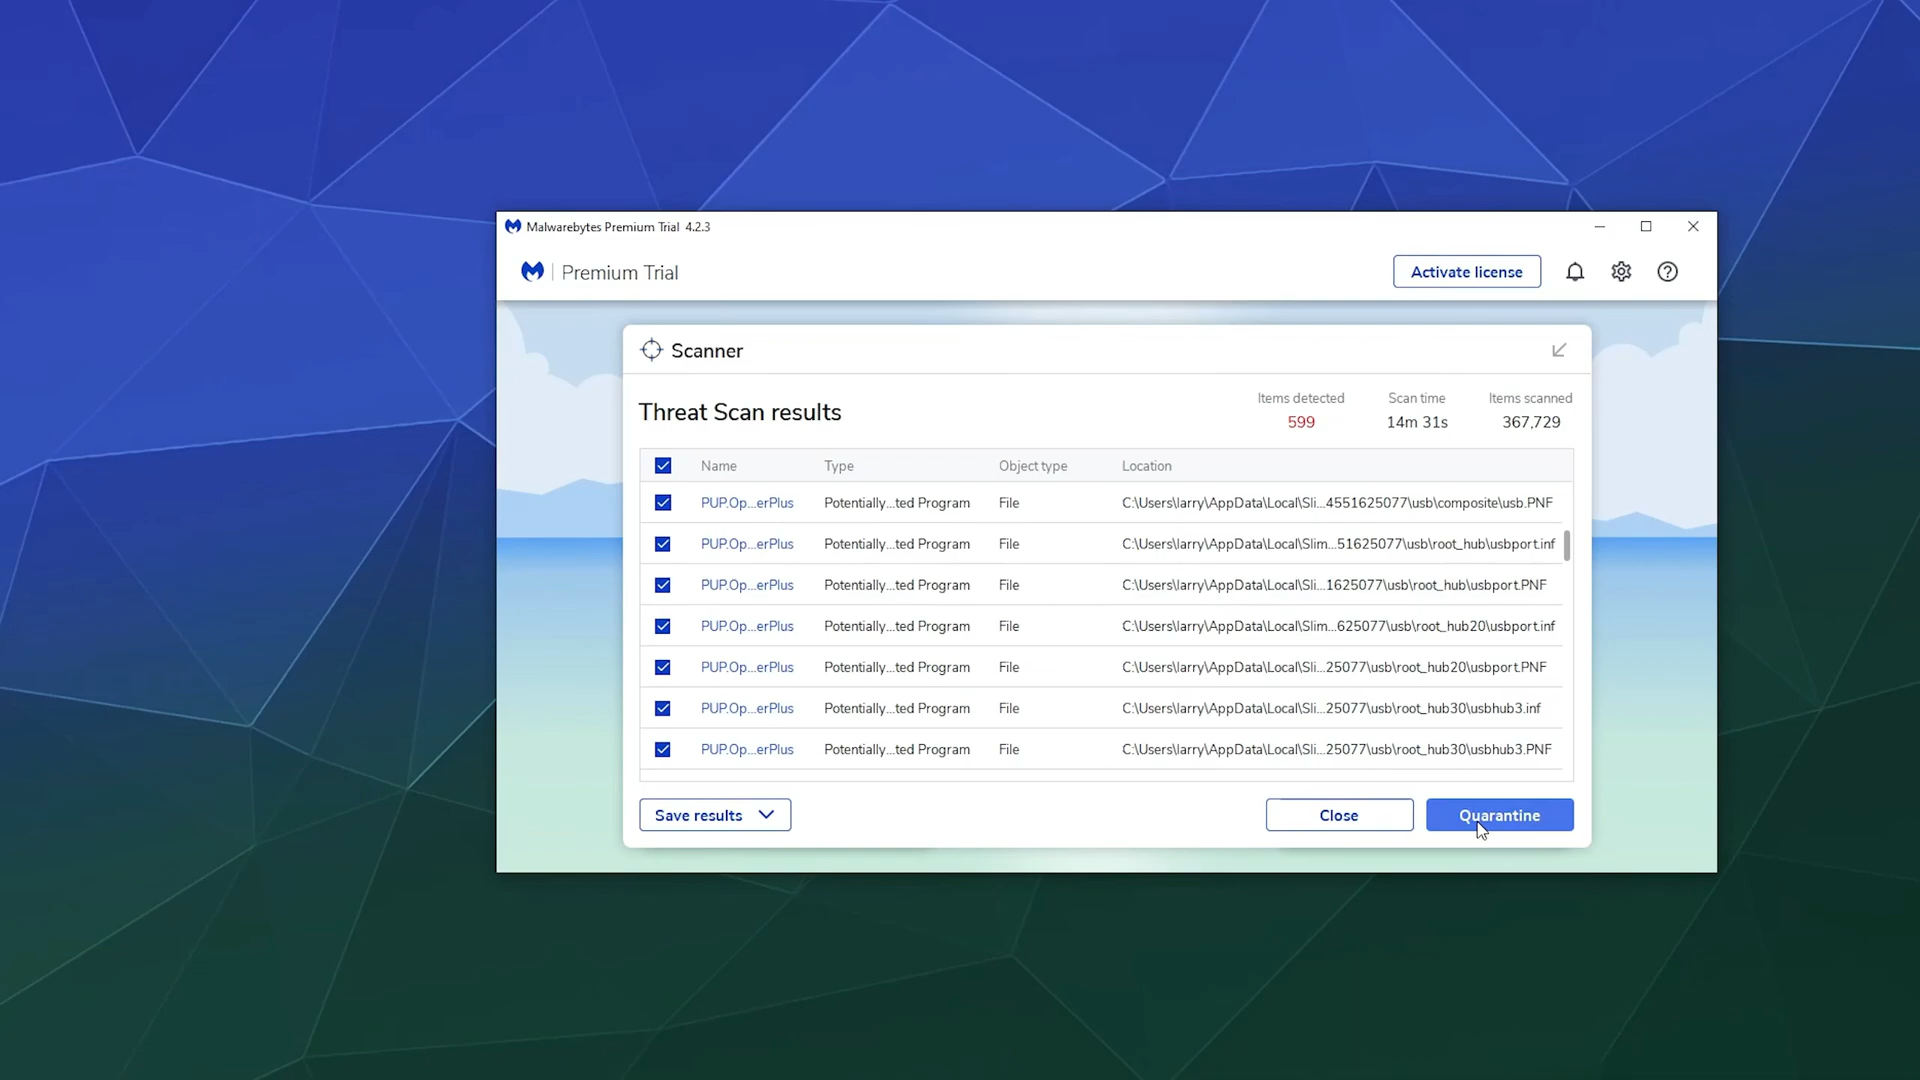 Malwarebytes Premium Trial 4.2.3
Premium Trial
Activate license
Scanner
Threat Scan results
Items detected
599
Scan time
14m 31s
Items scanned
367,729
Name Type Object type Location
PUP.Op...erPlus Potentially...ted Program File C:\Users\larry\AppData\Local\Sli...4551625077\usb\composite\usb.PNF
PUP.Op...erPlus Potentially...ted Program File C:\Users\larry\AppData\Local\Slim...51625077\usb\root_hub\usbport.inf
PUP.Op...erPlus Potentially...ted Program File C:\Users\larry\AppData\Local\Sli...1625077\usb\root_hub\usbport.PNF
PUP.Op...erPlus Potentially...ted Program File C:\Users\larry\AppData\Local\Slim...625077\usb\root_hub20\usbport.inf
PUP.Op...erPlus Potentially...ted Program File C:\Users\larry\AppData\Local\Sli...25077\usb\root_hub20\usbport.PNF
PUP.Op...erPlus Potentially...ted Program File C:\Users\larry\AppData\Local\Sli...25077\usb\root_hub30\usbhub3.inf
PUP.Op...erPlus Potentially...ted Program File C:\Users\larry\AppData\Local\Sli...25077\usb\root_hub30\usbhub3.PNF
Save results
Close
Quarantine